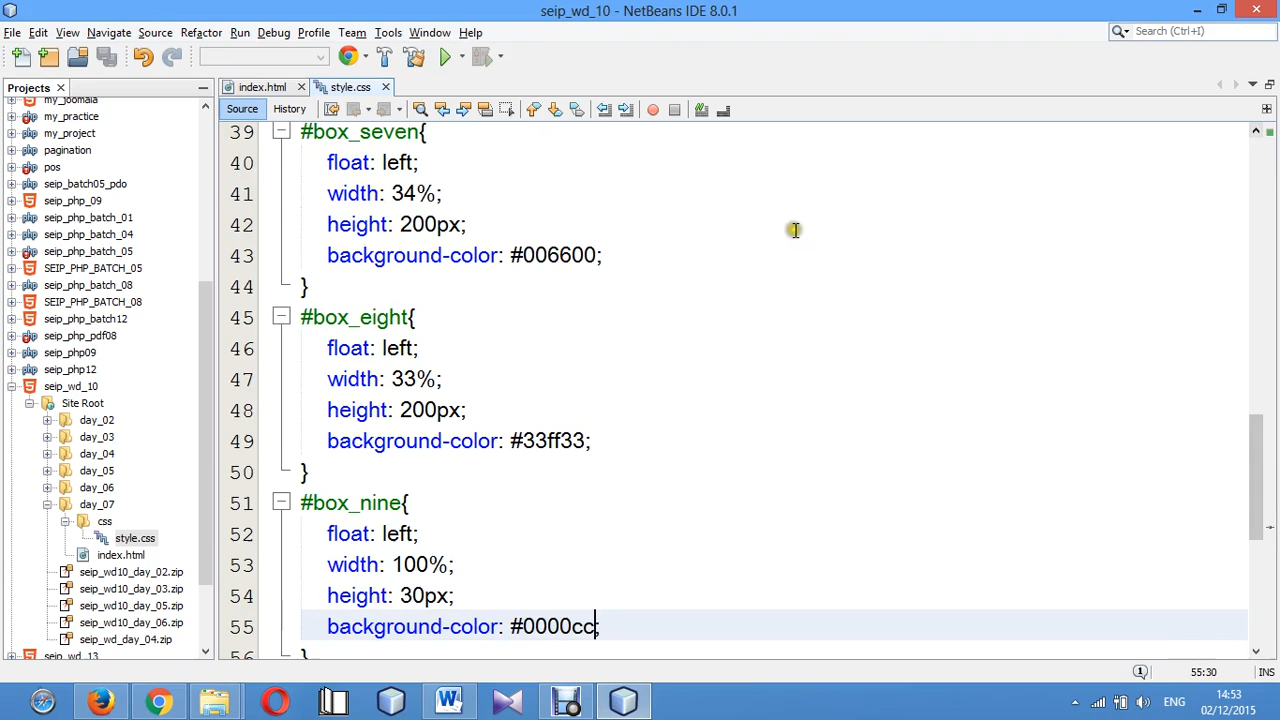 seip_wd_10 - NetBeans IDE 8.0.1
File Edit View Navigate Source Refactor Run Debug Profile Team Tools Window Help
Search (Ctrl+I)
Projects
index.html
style.css
Source
History
my_joomala
my_practice
my_project
pagination
pos
seip_batch05_pdo
seip_php_09
seip_php_batch_01
seip_php_batch_04
seip_php_batch_05
SEIP_PHP_BATCH_05
seip_php_batch_08
SEIP_PHP_BATCH_08
seip_php_batch12
seip_php_pdf08
seip_php09
seip_php12
seip_wd_10
Site Root
day_02
day_03
day_04
day_05
day_06
day_07
css
style.css
index.html
seip_wd10_day_02.zip
seip_wd10_day_03.zip
seip_wd10_day_05.zip
seip_wd10_day_06.zip
seip_wd_day_04.zip
seip_wd_13
39 #box_seven{
40 float: left;
41 width: 34%;
42 height: 200px;
43 background-color: #006600;
44 }
45 #box_eight{
46 float: left;
47 width: 33%;
48 height: 200px;
49 background-color: #33ff33;
50 }
51 #box_nine{
52 float: left;
53 width: 100%;
54 height: 30px;
55 background-color: #0000cc;
56 }
1
55:30
INS
ENG
14:53
02/12/2015